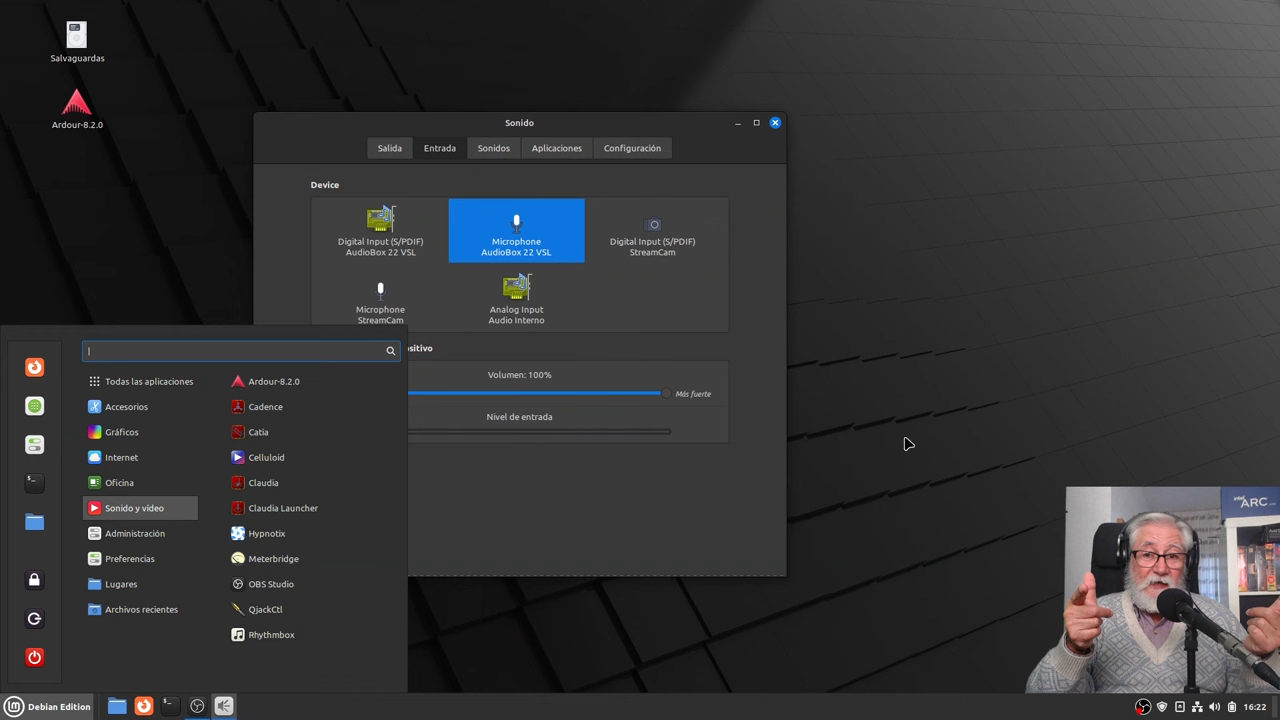 Salvaguardas
Ardour-8.2.0
Sonido
Salida
Entrada
Sonidos
Aplicaciones
Configuración
Device
Digital Input (S/PDIF)
AudioBox 22 VSL
Microphone
AudioBox 22 VSL
Digital Input (S/PDIF)
StreamCam
Microphone
StreamCam
Analog Input
Audio Interno
ositivo
Volumen: 100%
Más fuerte
Nivel de entrada
Todas las aplicaciones
Accesorios
Gráficos
Internet
Oficina
Sonido y vídeo
Administración
Preferencias
Lugares
Archivos recientes
Ardour-8.2.0
Cadence
Catia
Celluloid
Claudia
Claudia Launcher
Hypnotix
Meterbridge
OBS Studio
QjackCtl
Rhythmbox
intel
ARC
Debian Edition
16:22